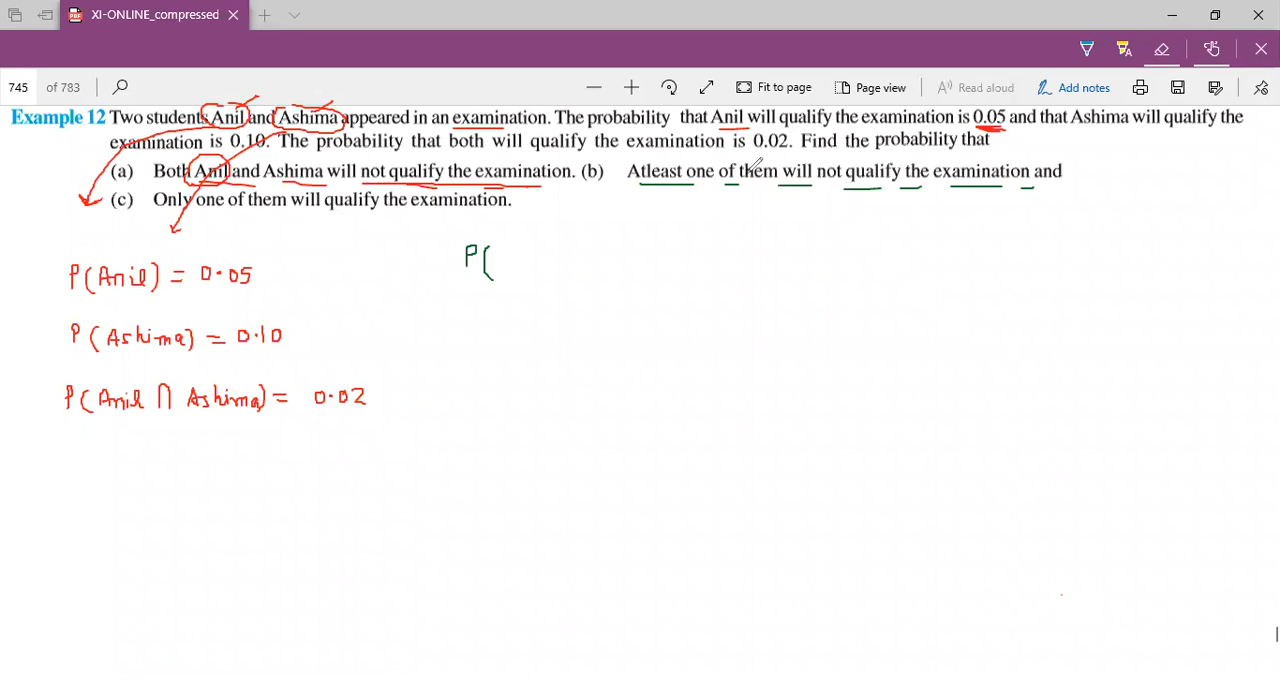 XI-ONLINE_compressed
745 of 783
Fit to page
Page view
Read aloud
Add notes
Example 12 Two students Anil and Ashima appeared in an examination. The probability that Anil will qualify the examination is 0.05 and that Ashima will qualify the
examination is 0.10. The probability that both will qualify the examination is 0.02. Find the probability that
(a) Both Anil and Ashima will not qualify the examination. (b) Atleast one of them will not qualify the examination and
(c) Only one of them will qualify the examination.
P(
P(Anil) = 0.05
P(Ashima) = 0.10
P(Anil ∩ Ashima) = 0.02